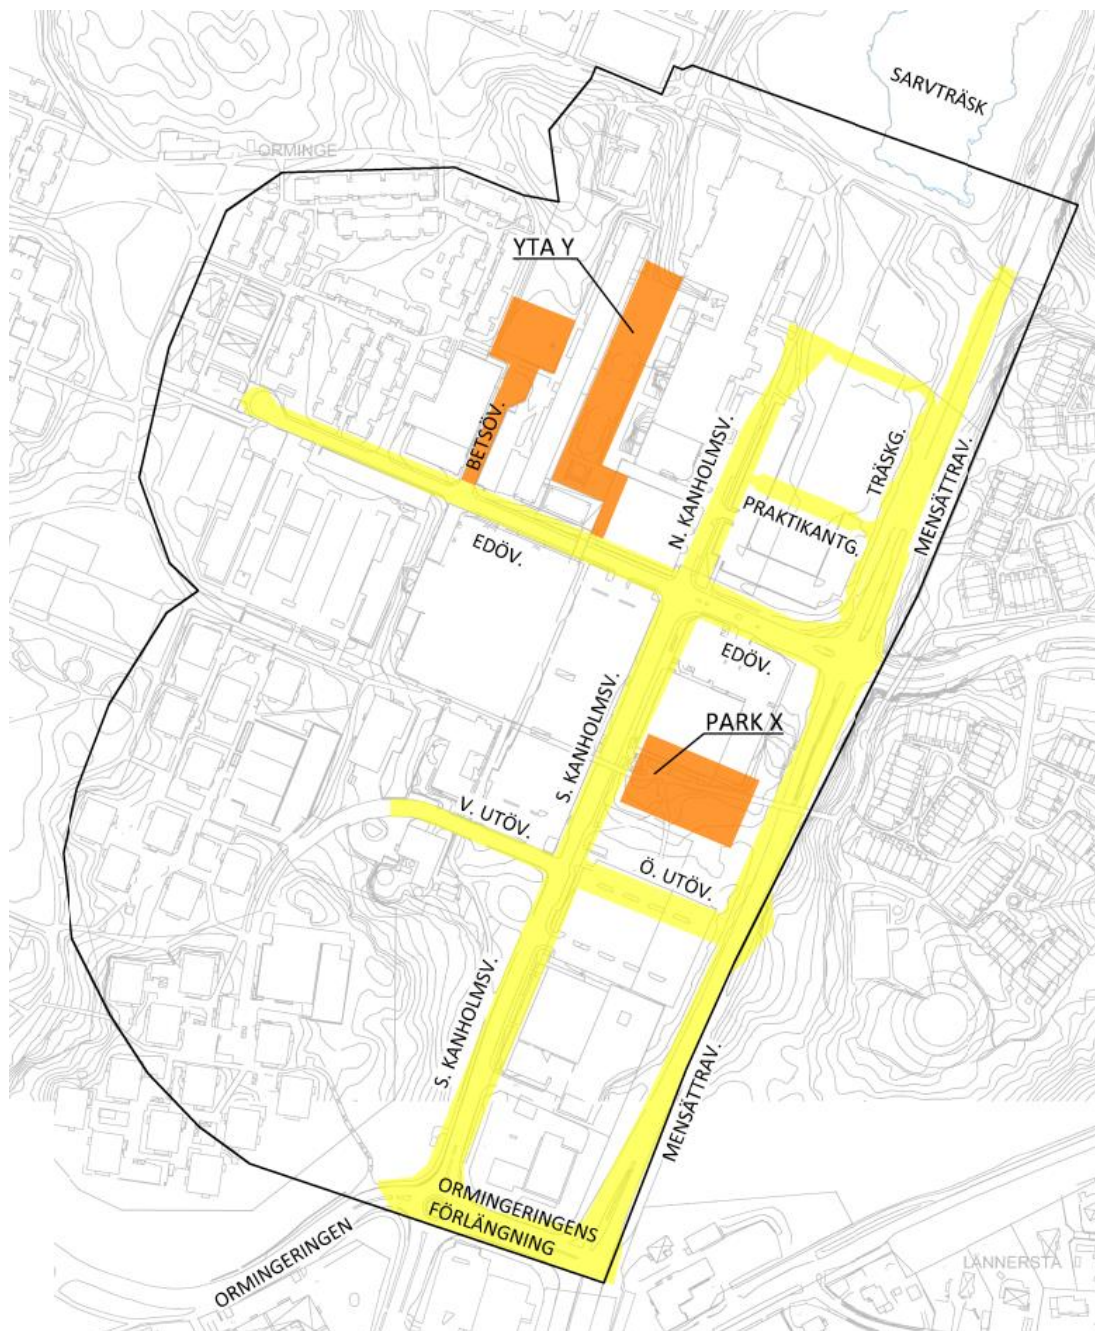 SARVTRÄSK
ORMINGE
YTA Y
BETSÖV.
N. KANHOLMSV.
TRÄSKG.
MENSÄTTRAV.
PRAKTIKANTG.
EDÖV.
EDÖV.
S. KANHOLMSV.
PARK X
V. UTÖV.
Ö. UTÖV.
S. KANHOLMSV.
MENSÄTTRAV.
ORMINGERINGENS
FÖRLÄNGNING
ORMINGERINGEN
LÄNNERSTA